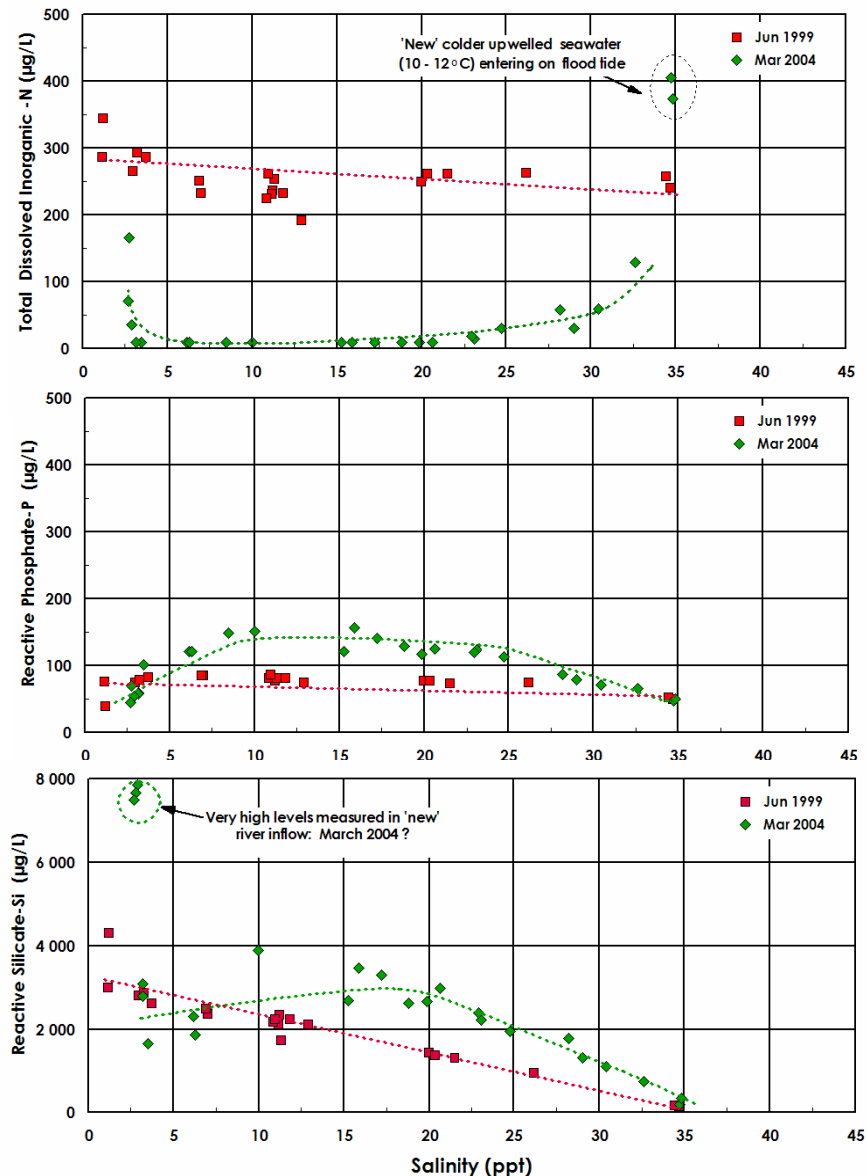 500
400
300
200
100
0
Total Dissolved Inorganic -N (µg/L)
'New' colder upwelled seawater
(10 - 12°C) entering on flood tide
Jun 1999
Mar 2004
0 5 10 15 20 25 30 35 40 45
500
400
300
200
100
0
Reactive Phosphate-P (µg/L)
Jun 1999
Mar 2004
0 5 10 15 20 25 30 35 40 45
8 000
6 000
4 000
2 000
0
Reactive Silicate-Si (µg/L)
Very high levels measured in 'new'
river inflow: March 2004 ?
Jun 1999
Mar 2004
0 5 10 15 20 25 30 35 40 45
Salinity (ppt)